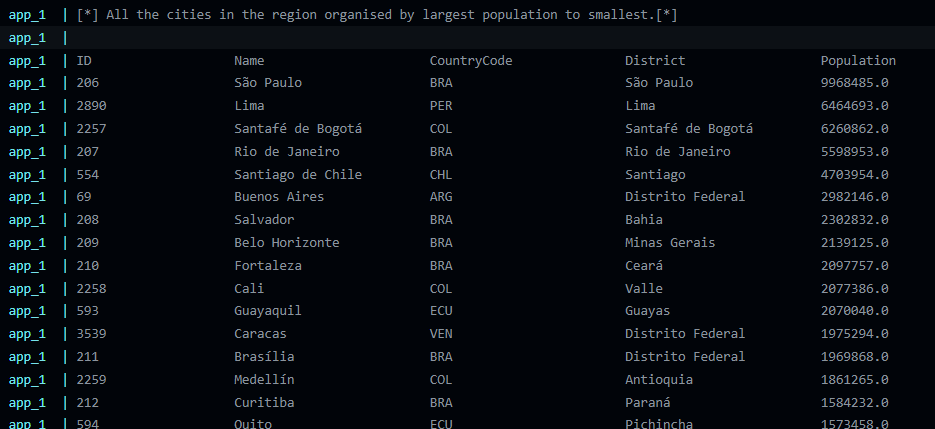 app_1 | [*] All the cities in the region organised by largest population to smallest.[*]
app_1 |
app_1 | ID Name CountryCode District Population
app_1 | 206 São Paulo BRA São Paulo 9968485.0
app_1 | 2890 Lima PER Lima 6464693.0
app_1 | 2257 Santafé de Bogotá COL Santafé de Bogotá 6260862.0
app_1 | 207 Rio de Janeiro BRA Rio de Janeiro 5598953.0
app_1 | 554 Santiago de Chile CHL Santiago 4703954.0
app_1 | 69 Buenos Aires ARG Distrito Federal 2982146.0
app_1 | 208 Salvador BRA Bahia 2302832.0
app_1 | 209 Belo Horizonte BRA Minas Gerais 2139125.0
app_1 | 210 Fortaleza BRA Ceará 2097757.0
app_1 | 2258 Cali COL Valle 2077386.0
app_1 | 593 Guayaquil ECU Guayas 2070040.0
app_1 | 3539 Caracas VEN Distrito Federal 1975294.0
app_1 | 211 Brasília BRA Distrito Federal 1969868.0
app_1 | 2259 Medellín COL Antioquia 1861265.0
app_1 | 212 Curitiba BRA Paraná 1584232.0
app_1 | 594 Quito ECU Pichincha 1573458.0